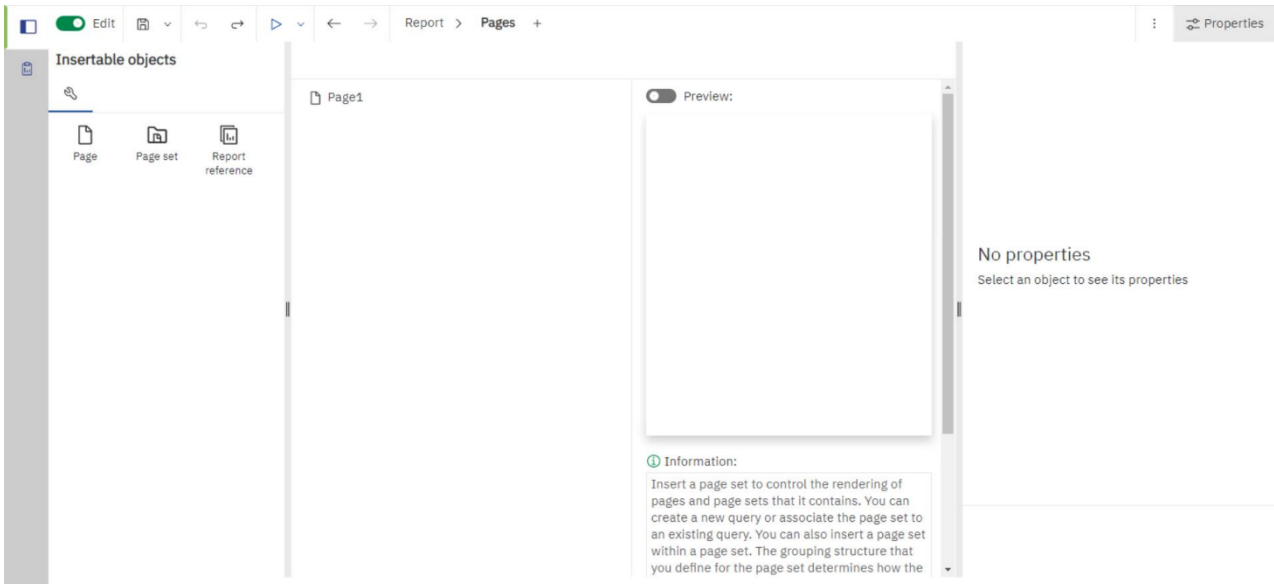 Edit
Report > Pages +
Properties
Insertable objects
Page
Page set
Report
reference
Page1
Preview:
Information:
Insert a page set to control the rendering of
pages and page sets that it contains. You can
create a new query or associate the page set to
an existing query. You can also insert a page set
within a page set. The grouping structure that
you define for the page set determines how the
No properties
Select an object to see its properties